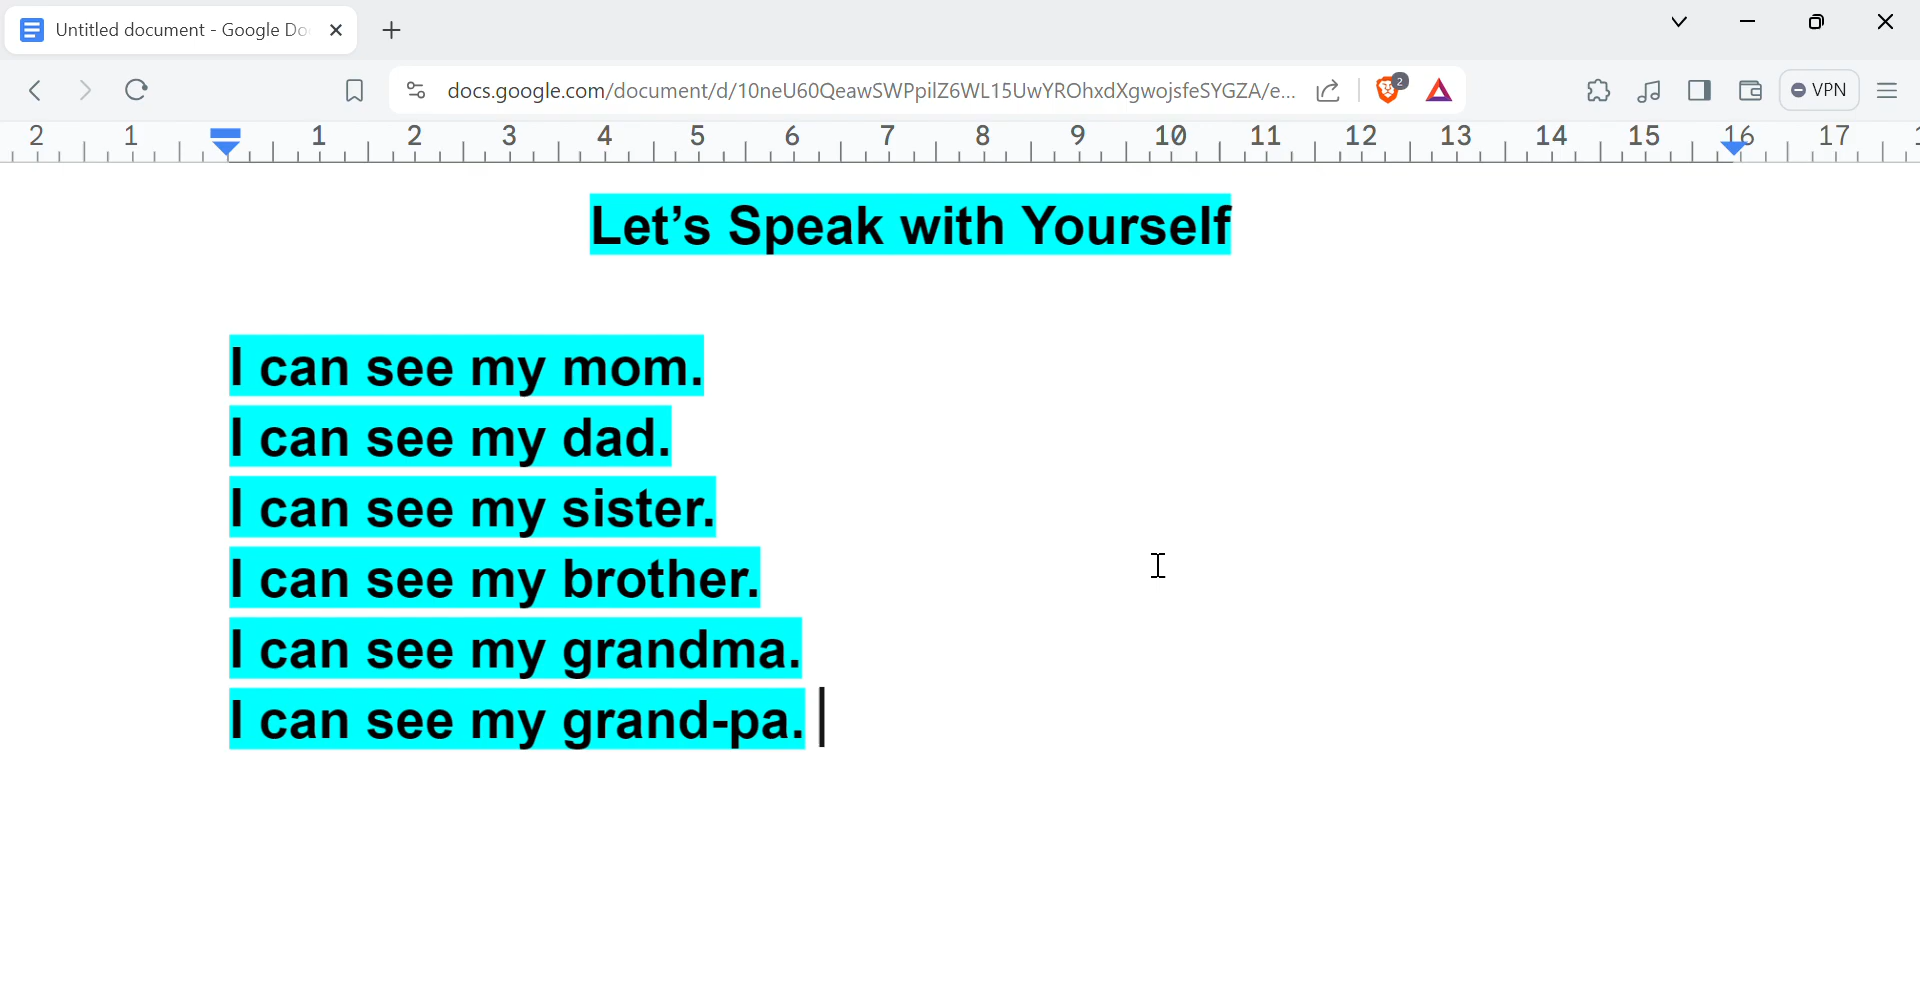 Untitled document - Google Do
docs.google.com/document/d/10neU60QeawSWPpilZ6WL15UwYROhxdXgwojsfeSYGZA/e... 2 VPN
2 1 1 2 3 4 5 6 7 8 9 10 11 12 13 14 15 16 17
Let’s Speak with Yourself
I can see my mom.
I can see my dad.
I can see my sister.
I can see my brother.
I can see my grandma.
I can see my grand-pa.